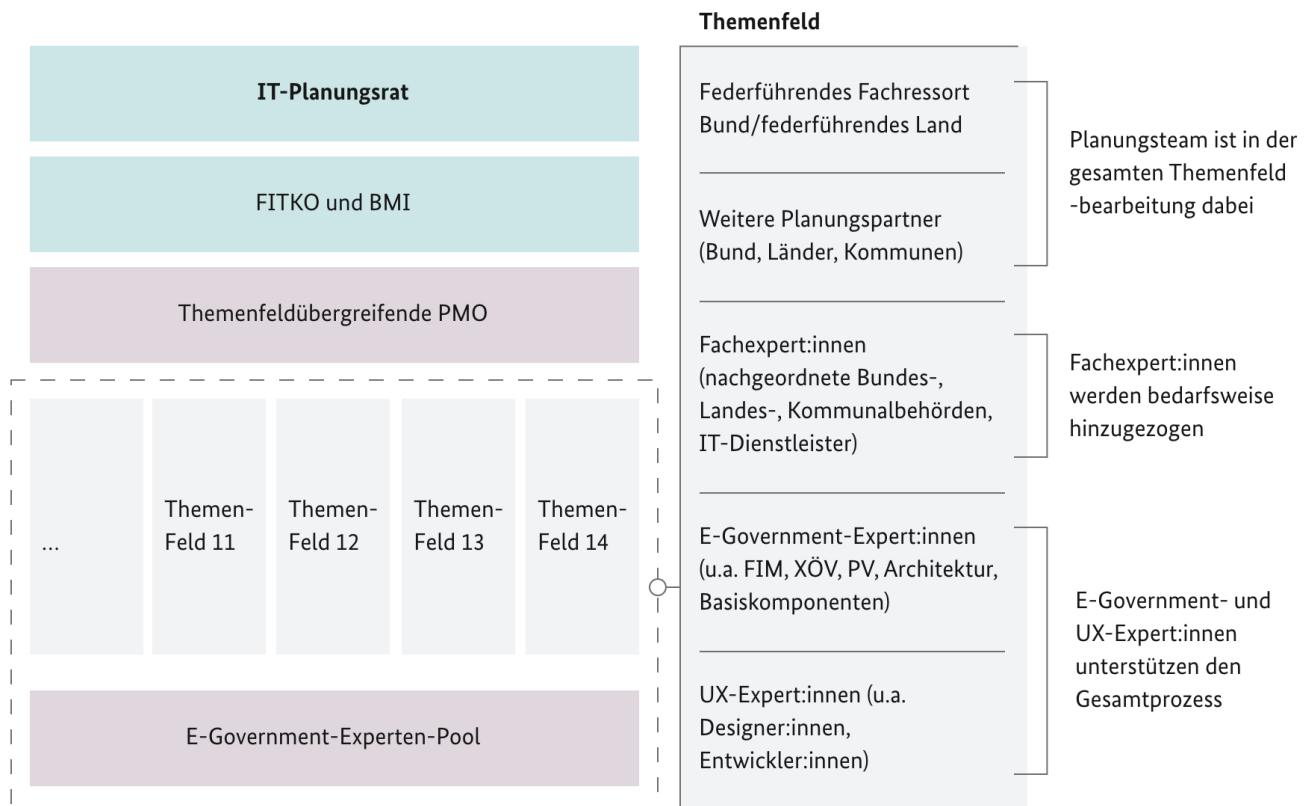 IT-Planungsrat
FITKO und BMI
Themenfeldübergreifende PMO
...
Themen-
Feld 11
Themen-
Feld 12
Themen-
Feld 13
Themen-
Feld 14
E-Government-Experten-Pool
Themenfeld
Federführendes Fachressort
Bund/federführendes Land
Weitere Planungspartner
(Bund, Länder, Kommunen)
Fachexpert:innen
(nachgeordnete Bundes-,
Landes-, Kommunalbehörden,
IT-Dienstleister)
E-Government-Expert:innen
(u.a. FIM, XÖV, PV, Architektur,
Basiskomponenten)
UX-Expert:innen (u.a.
Designer:innen,
Entwickler:innen)
Planungsteam ist in der
gesamten Themenfeld
-bearbeitung dabei
Fachexpert:innen
werden bedarfsweise
hinzugezogen
E-Government- und
UX-Expert:innen
unterstützen den
Gesamtprozess